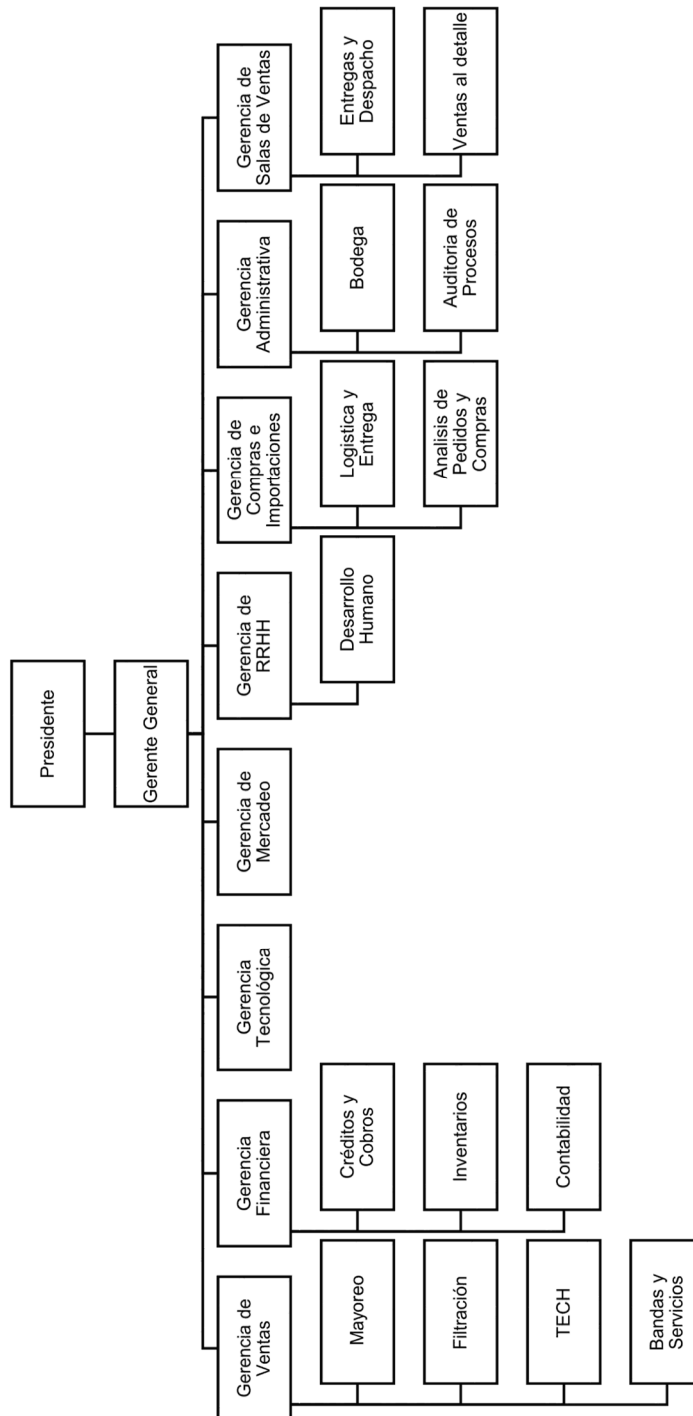 Presidente
Gerente General
Gerencia de
Ventas
Gerencia
Financiera
Gerencia
Tecnológica
Gerencia de
Mercadeo
Gerencia de
RRHH
Gerencia de
Compras e
Importaciones
Gerencia
Administrativa
Gerencia de
Salas de Ventas
Mayoreo
Créditos y
Cobros
Desarrollo
Humano
Logistica y
Entrega
Bodega
Entregas y
Despacho
Filtración
Inventarios
Analisis de
Pedidos y
Compras
Auditoria de
Procesos
Ventas al detalle
TECH
Contabilidad
Bandas y
Servicios